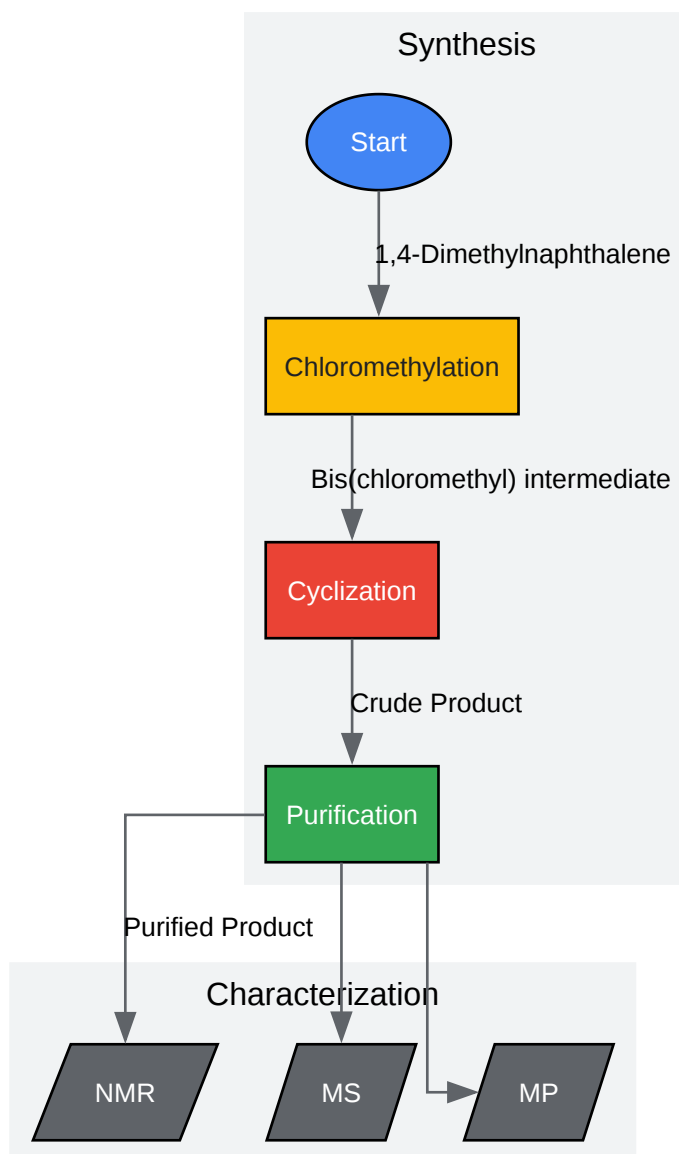 Synthesis
Start
1,4-Dimethylnaphthalene
Chloromethylation
Bis(chloromethyl) intermediate
Cyclization
Crude Product
Purification
Purified Product
Characterization
NMR
MS
MP